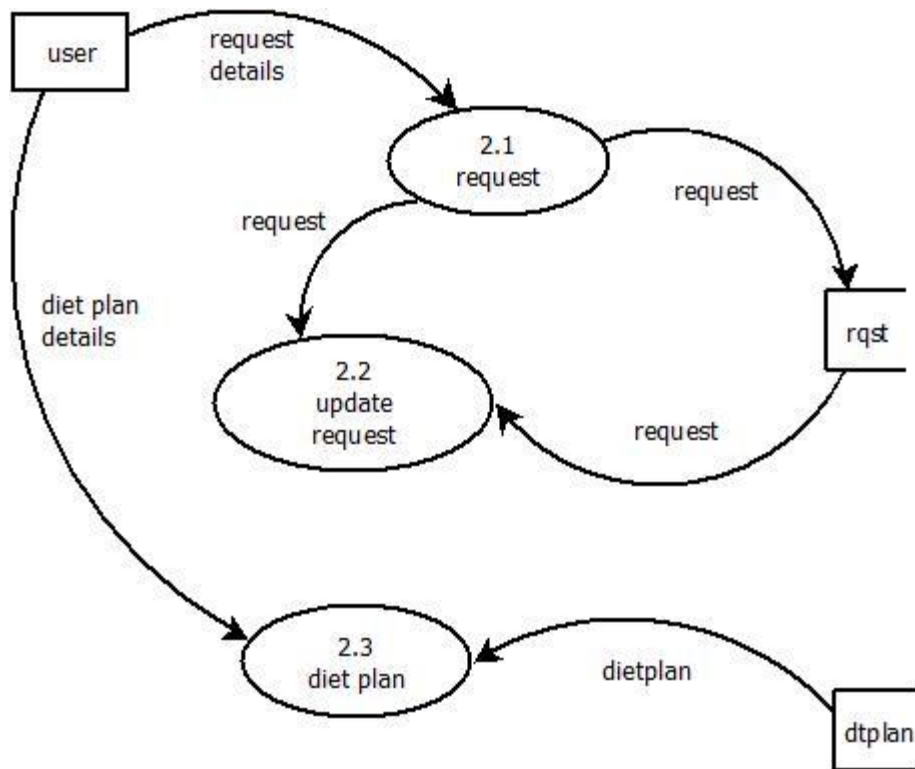 user
request
details
2.1
request
request
request
diet plan
details
rqst
2.2
update
request
request
2.3
diet plan
dietplan
dtplan